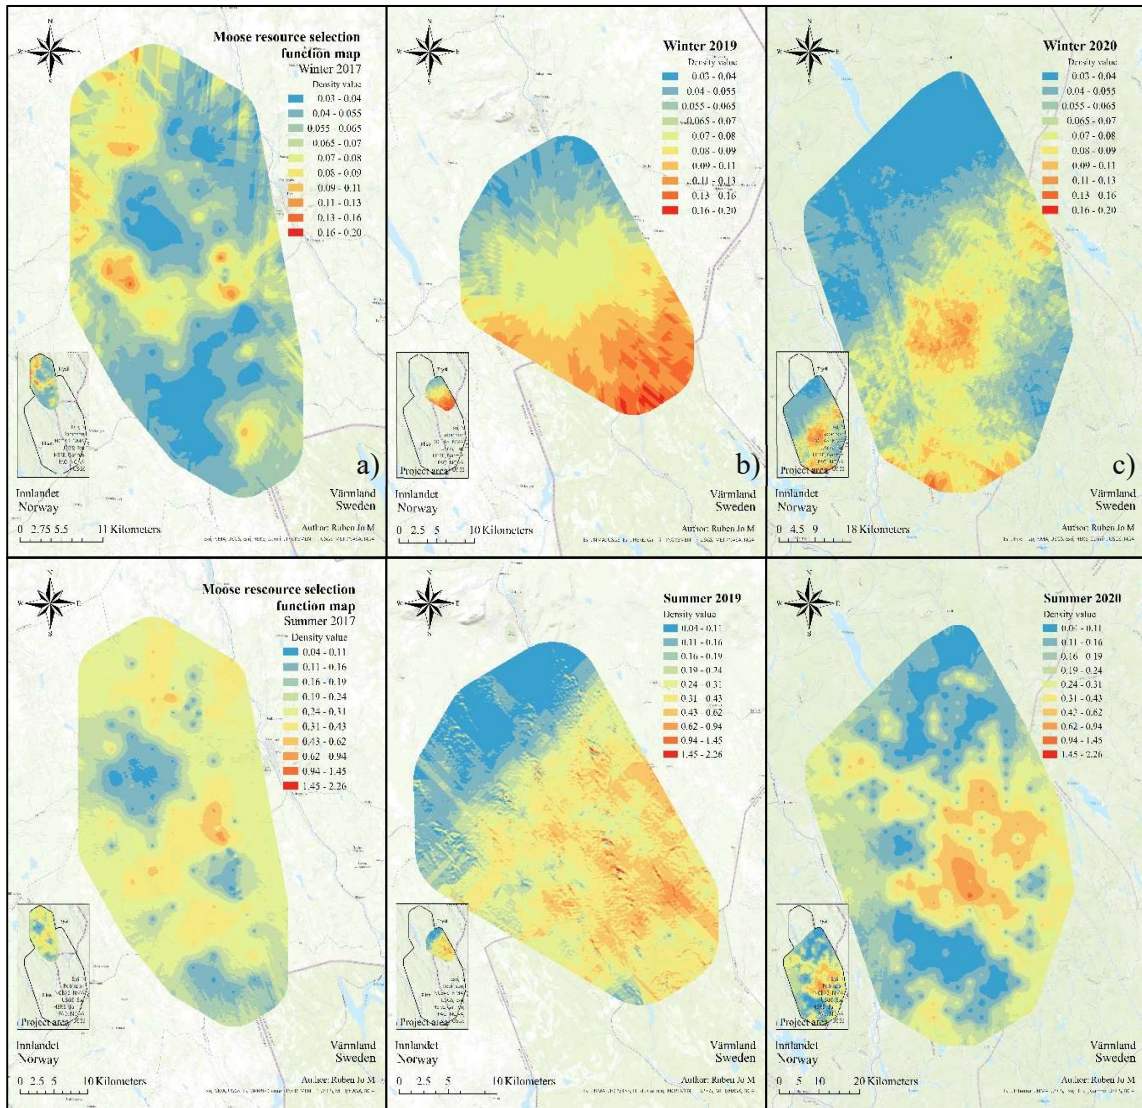 N
W
E
S
Moose resource selection
function map
Winter 2017
Density value
0.03 - 0.04
0.04 - 0.055
0.055 - 0.065
0.065 - 0.07
0.07 - 0.08
0.08 - 0.09
0.09 - 0.11
0.11 - 0.13
0.13 - 0.16
0.16 - 0.20
Trysil
Project area
a)
Innlandet
Norway
Värmland
Sweden
0 2.75 5.5 11 Kilometers
Author: Ruben Jo M
N
W
E
S
Winter 2019
Density value
0.03 - 0.04
0.04 - 0.055
0.055 - 0.065
0.065 - 0.07
0.07 - 0.08
0.08 - 0.09
0.09 - 0.11
0.11 - 0.13
0.13 - 0.16
0.16 - 0.20
Trysil
Project area
b)
Innlandet
Norway
Värmland
Sweden
0 2.5 5 10 Kilometers
Author: Ruben Jo M
N
W
E
S
Winter 2020
Density value
0.03 - 0.04
0.04 - 0.055
0.055 - 0.065
0.065 - 0.07
0.07 - 0.08
0.08 - 0.09
0.09 - 0.11
0.11 - 0.13
0.13 - 0.16
0.16 - 0.20
Trysil
Project area
c)
Innlandet
Norway
Värmland
Sweden
0 4.5 9 18 Kilometers
Author: Ruben Jo M
N
W
E
S
Moose rescource selection
function map
Summer 2017
Density value
0.04 - 0.11
0.11 - 0.16
0.16 - 0.19
0.19 - 0.24
0.24 - 0.31
0.31 - 0.43
0.43 - 0.62
0.62 - 0.94
0.94 - 1.45
1.45 - 2.26
Project area
Innlandet
Norway
Värmland
Sweden
0 2.5 5 10 Kilometers
Author: Ruben Jo M
N
W
E
S
Summer 2019
Density value
0.04 - 0.11
0.11 - 0.16
0.16 - 0.19
0.19 - 0.24
0.24 - 0.31
0.31 - 0.43
0.43 - 0.62
0.62 - 0.94
0.94 - 1.45
1.45 - 2.26
Project area
Innlandet
Norway
Värmland
Sweden
0 2.5 5 10 Kilometers
Author: Ruben Jo M
N
W
E
S
Summer 2020
Density value
0.04 - 0.11
0.11 - 0.16
0.16 - 0.19
0.19 - 0.24
0.24 - 0.31
0.31 - 0.43
0.43 - 0.62
0.62 - 0.94
0.94 - 1.45
1.45 - 2.26
Project area
Innlandet
Norway
Värmland
Sweden
0 5 10 20 Kilometers
Author: Ruben Jo M